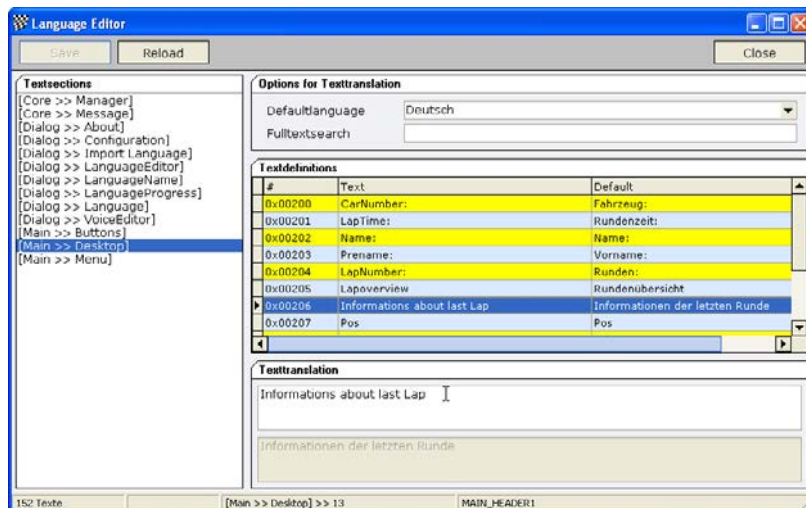 Language Editor
Save Reload Close
Textsections
[Core >> Manager]
[Core >> Message]
[Dialog >> About]
[Dialog >> Configuration]
[Dialog >> Import Language]
[Dialog >> LanguageEditor]
[Dialog >> LanguageName]
[Dialog >> LanguageProgress]
[Dialog >> Language]
[Dialog >> VoiceEditor]
[Main >> Buttons]
[Main >> Desktop]
[Main >> Menu]
Options for Texttranslation
Defaultlanguage Deutsch
Fulltextsearch
Textdefinitions
# Text Default
0x00200 CarNumber: Fahrzeug:
0x00201 LapTime: Rundenzeit:
0x00202 Name: Name:
0x00203 Prename: Vorname:
0x00204 LapNumber: Runden:
0x00205 Lapoverview Rundenübersicht
0x00206 Informations about last Lap Informationen der letzten Runde
0x00207 Pos Pos
Texttranslation
Informations about last Lap
Informationen der letzten Runde
152 Texte [Main >> Desktop] >> 13 MAIN_HEADER1